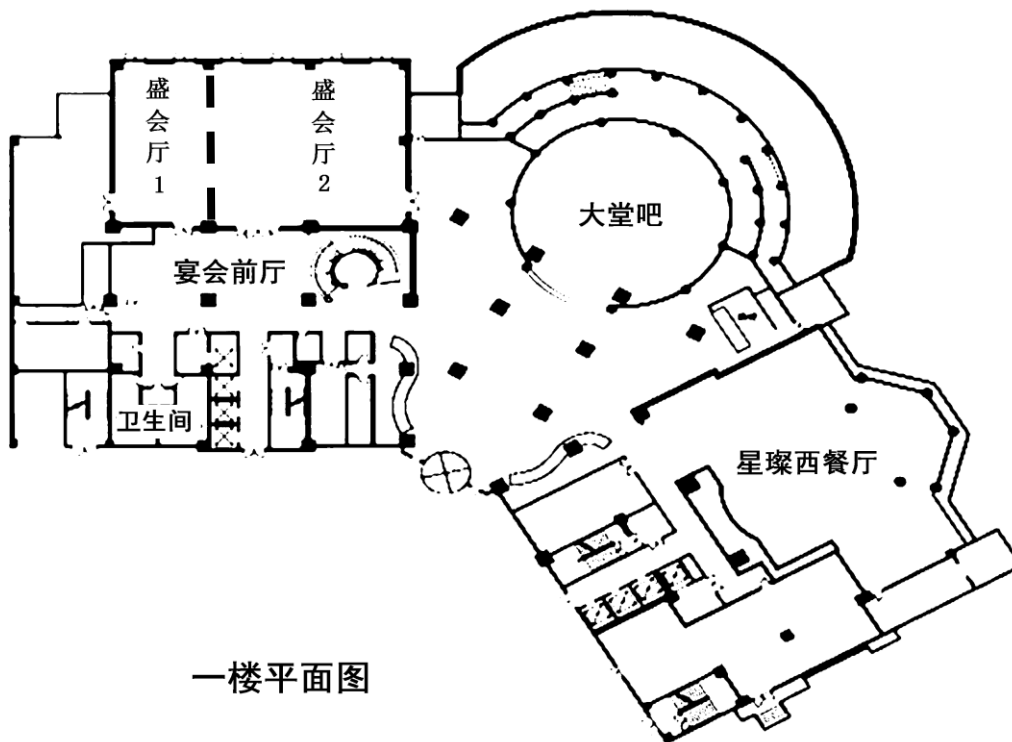 盛会厅1
盛会厅2
大堂吧
宴会前厅
卫生间
星璨西餐厅
一楼平面图